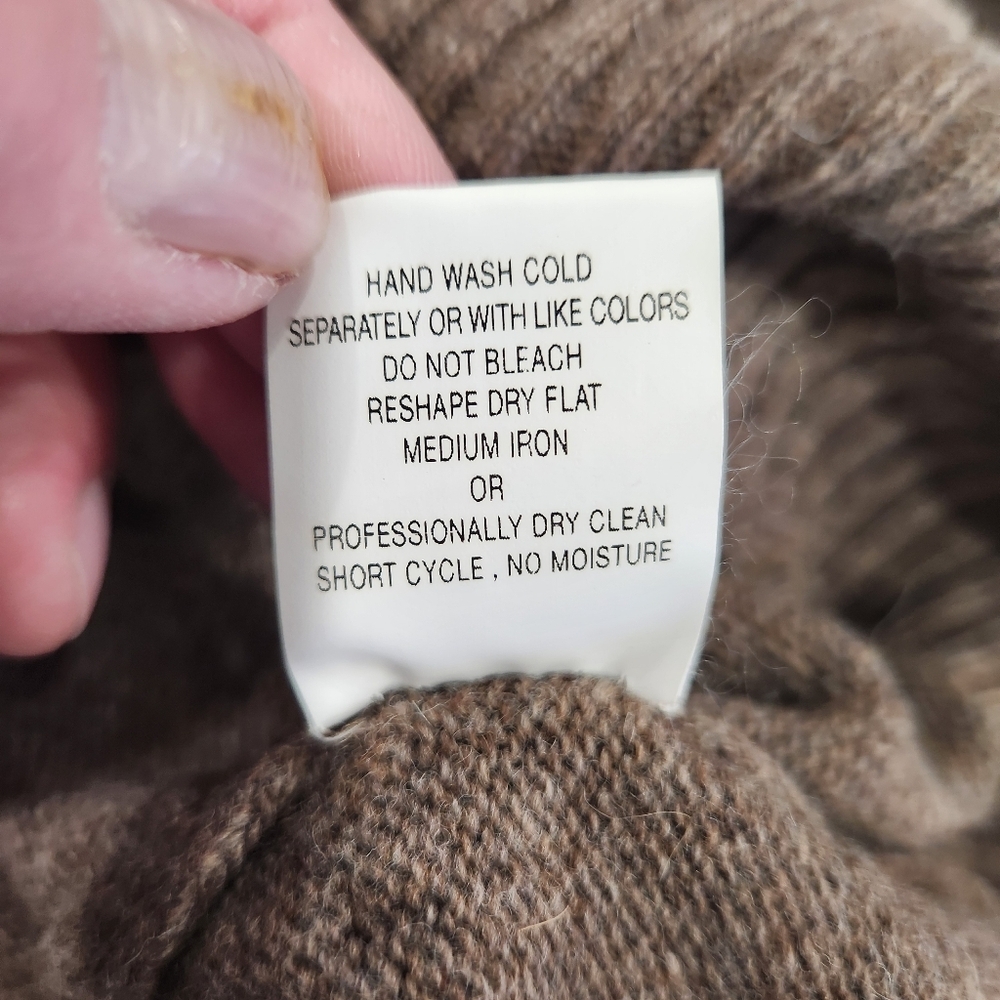 HAND WASH COLD
SEPARATELY OR WITH LIKE COLORS
DO NOT BLEACH
RESHAPE DRY FLAT
MEDIUM IRON
OR
PROFESSIONALLY DRY CLEAN
SHORT CYCLE , NO MOISTURE